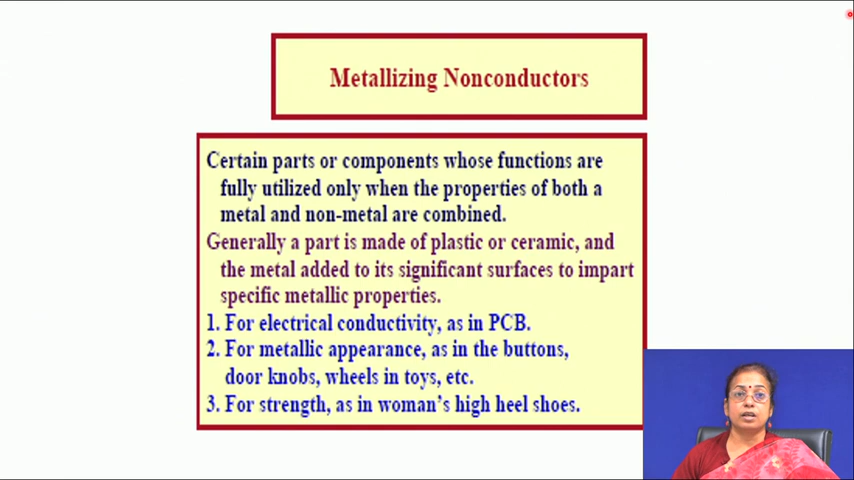 Metallizing Nonconductors
Certain parts or components whose functions are
fully utilized only when the properties of both a
metal and non-metal are combined.
Generally a part is made of plastic or ceramic, and
the metal added to its significant surfaces to impart
specific metallic properties.
1. For electrical conductivity, as in PCB.
2. For metallic appearance, as in the buttons,
door knobs, wheels in toys, etc.
3. For strength, as in woman's high heel shoes.